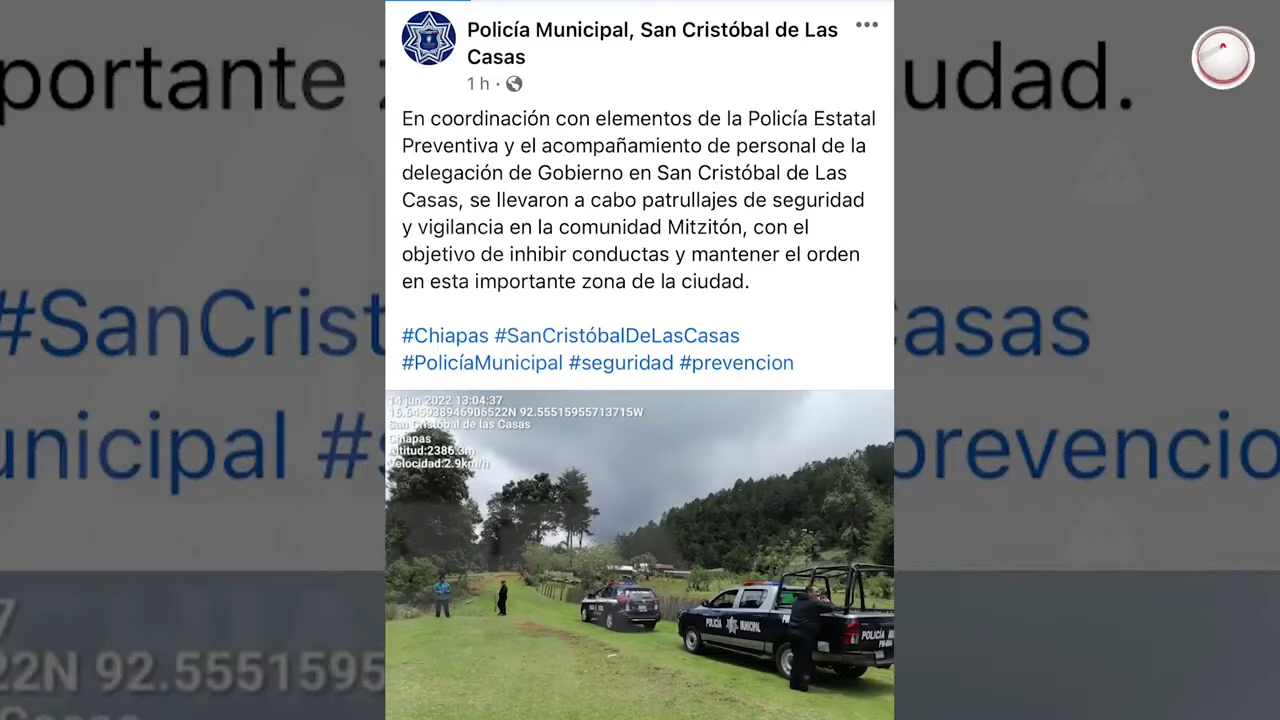 Policía Municipal, San Cristóbal de Las
Casas
1 h
En coordinación con elementos de la Policía Estatal
Preventiva y el acompañamiento de personal de la
delegación de Gobierno en San Cristóbal de Las
Casas, se llevaron a cabo patrullajes de seguridad
y vigilancia en la comunidad Mitzitón, con el
objetivo de inhibir conductas y mantener el orden
en esta importante zona de la ciudad.
#Chiapas #SanCristóbalDeLasCasas
#PolicíaMunicipal #seguridad #prevencion
14 jun 2022 13:04:37
16.645938946906522N 92.55515955713715W
San Cristóbal de las Casas
Chiapas
Altitud:2386.3m
Velocidad:2.9km/h
POLICÍA MUNICIPAL
POLICÍA M
portante
udad.
#SanCrist
casas
unicipal #s
prevencio
22N 92.5551595